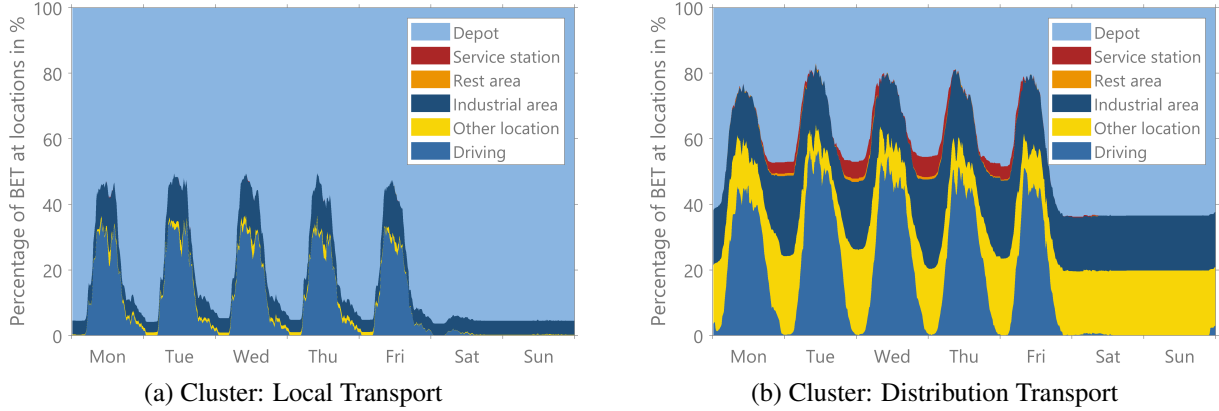 Percentage of BET at locations in %
100
80
60
40
20
0
Depot
Service station
Rest area
Industrial area
Other location
Driving
Mon Tue Wed Thu Fri Sat Sun
(a) Cluster: Local Transport
Percentage of BET at locations in %
100
80
60
40
20
0
Depot
Service station
Rest area
Industrial area
Other location
Driving
Mon Tue Wed Thu Fri Sat Sun
(b) Cluster: Distribution Transport